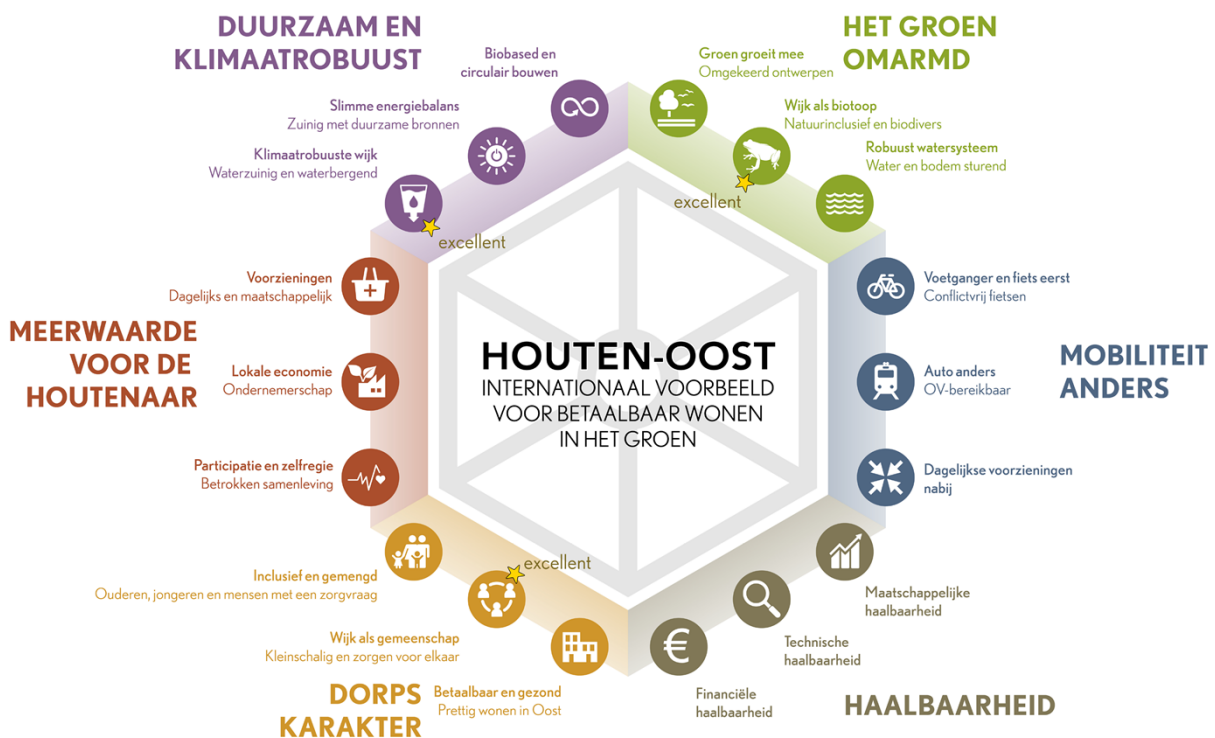 DUURZAAM EN
KLIMAATROBUUST
Biobased en
circulair bouwen
Slimme energiebalans
Zuinig met duurzame bronnen
Klimaatrobuuste wijk
Waterzuinig en waterbergend
excellent
HET GROEN
OMARMD
Groen groeit mee
Omgekeerd ontwerpen
Wijk als biotoop
Natuurinclusief en biodivers
Robuust watersysteem
Water en bodem sturend
excellent
MEERWAARDE
VOOR DE
HOUTENAAR
Voorzieningen
Dagelijks en maatschappelijk
Lokale economie
Ondernemerschap
Participatie en zelfregie
Betrokken samenleving
HOUTEN-OOST
INTERNATIONAAL VOORBEELD
VOOR BETAALBAAR WONEN
IN HET GROEN
MOBILITEIT
ANDERS
Voetganger en fiets eerst
Conflictvrij fietsen
Auto anders
OV-bereikbaar
Dagelijkse voorzieningen
nabij
DORPS
KARAKTER
Inclusief en gemengd
Ouderen, jongeren en mensen met een zorgvraag
excellent
Wijk als gemeenschap
Kleinschalig en zorgen voor elkaar
Betaalbaar en gezond
Prettig wonen in Oost
HAALBAARHEID
Maatschappelijke
haalbaarheid
Technische
haalbaarheid
€
Financiële
haalbaarheid